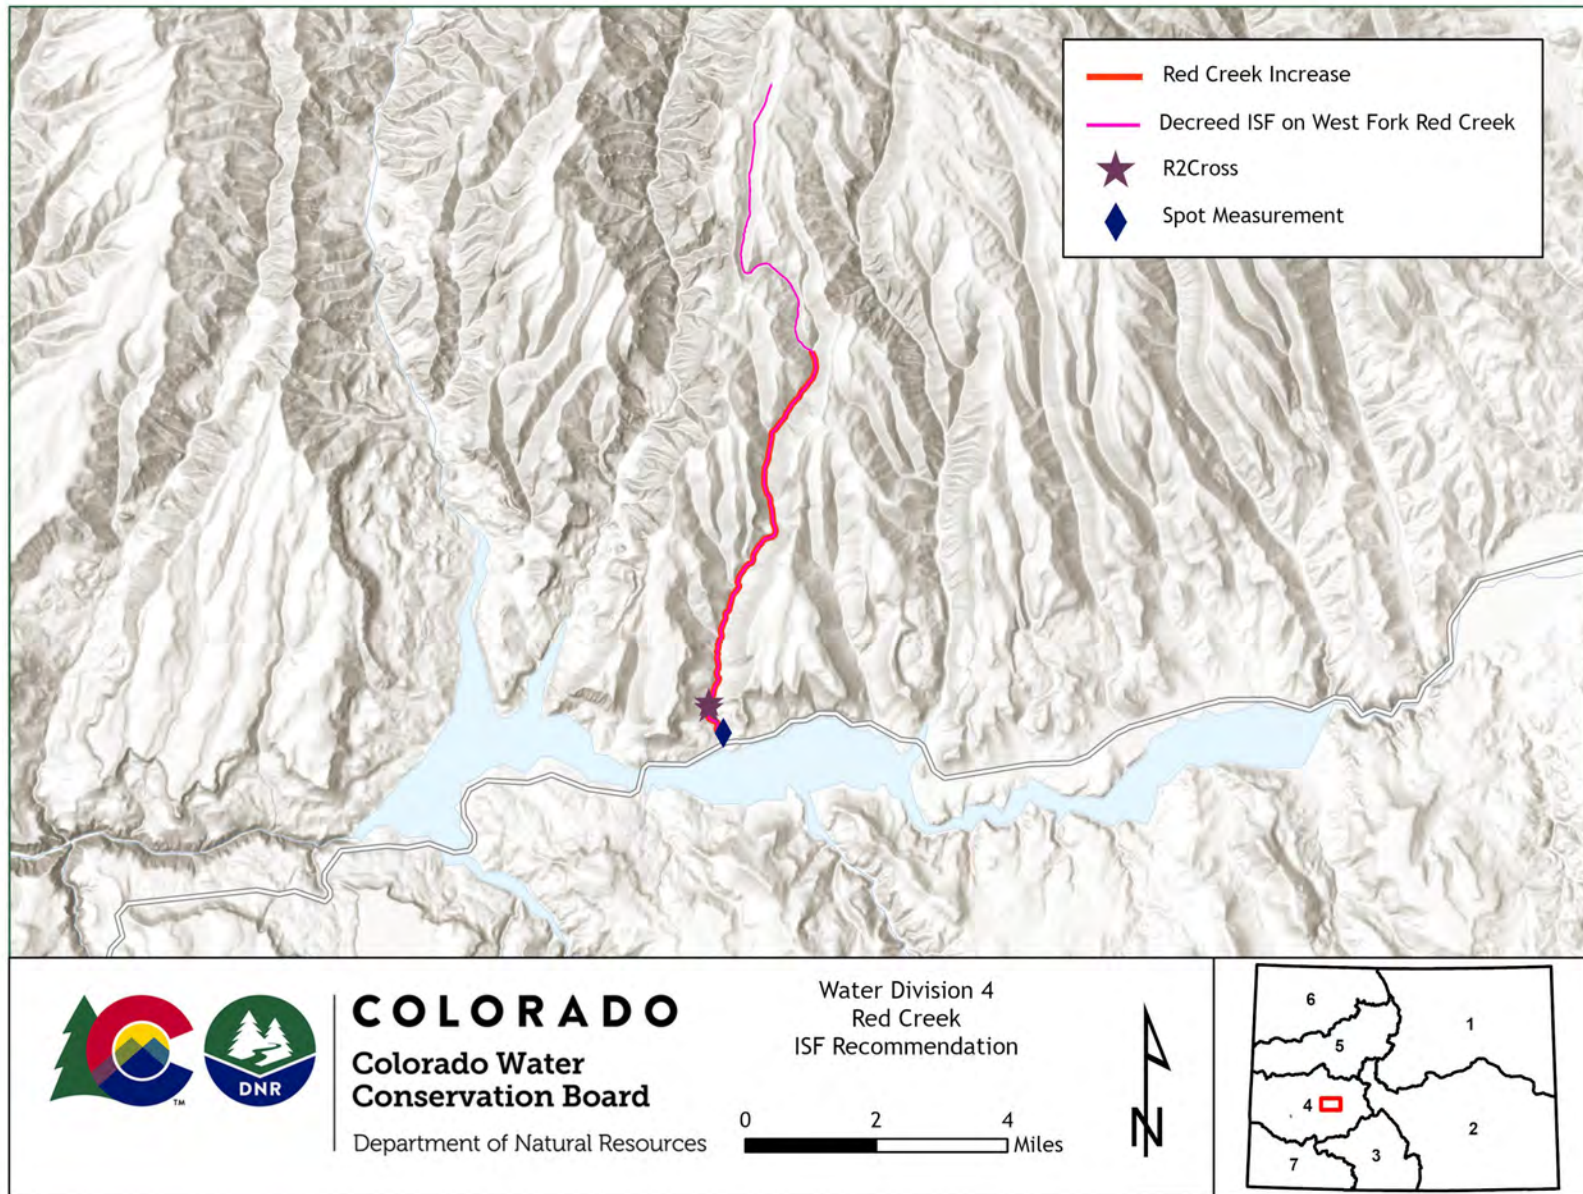 Red Creek Increase
Decreed ISF on West Fork Red Creek
R2Cross
Spot Measurement
TM
DNR
COLORADO
Colorado Water
Conservation Board
Department of Natural Resources
Water Division 4
Red Creek
ISF Recommendation
0 2 4
Miles
N
6
1
5
4
2
3
7